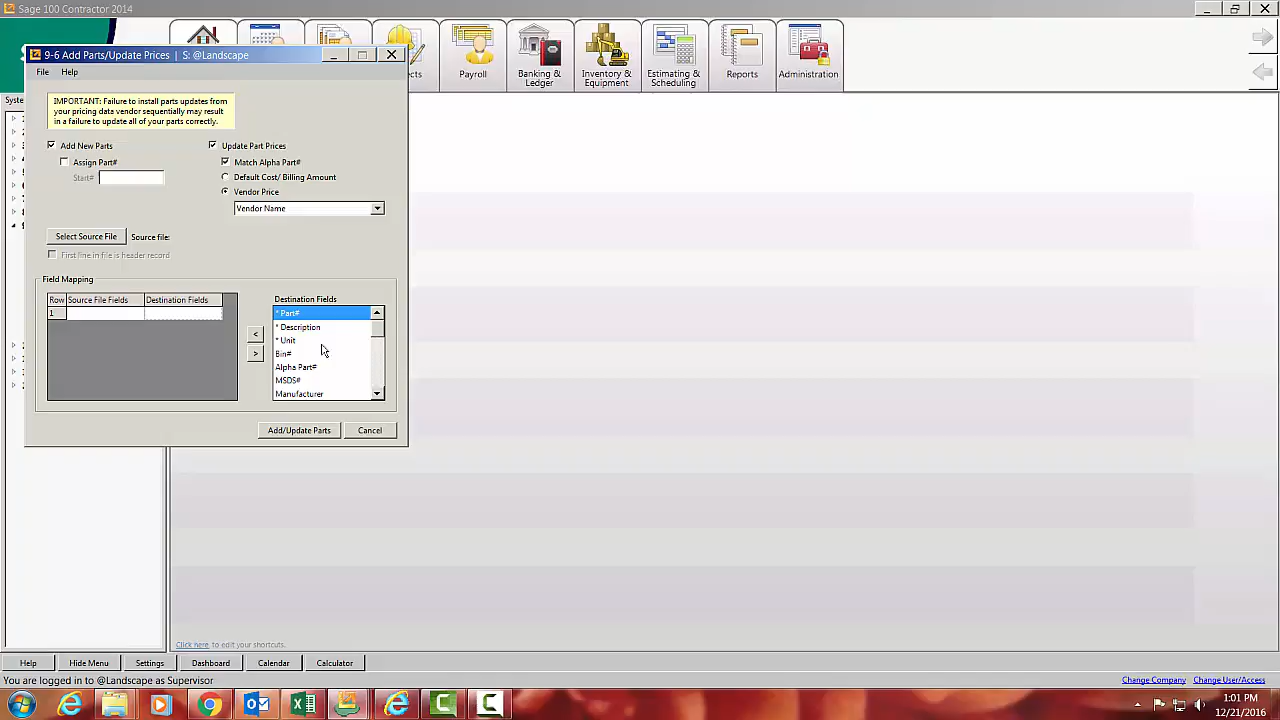 Sage 100 Contractor 2014
9-6 Add Parts/Update Prices | S: @Landscape
File Help
IMPORTANT: Failure to install parts updates from
your pricing data vendor sequentially may result
in a failure to update all of your parts correctly.
Add New Parts
Update Part Prices
Assign Part#
Match Alpha Part#
Start#
Default Cost/ Billing Amount
Vendor Price
Vendor Name
Select Source File
Source file:
First line in file is header record
Field Mapping
Row Source File Fields Destination Fields
1
<
>
Destination Fields
* Part#
* Description
* Unit
Bin#
Alpha Part#
MSDS#
Manufacturer
Add/Update Parts
Cancel
Payroll
Banking &
Ledger
Inventory &
Equipment
Estimating &
Scheduling
Reports
Administration
Click here to edit your shortcuts.
Help
Hide Menu
Settings
Dashboard
Calendar
Calculator
You are logged in to @Landscape as Supervisor
Change Company
Change User/Access
1:01 PM
12/21/2016